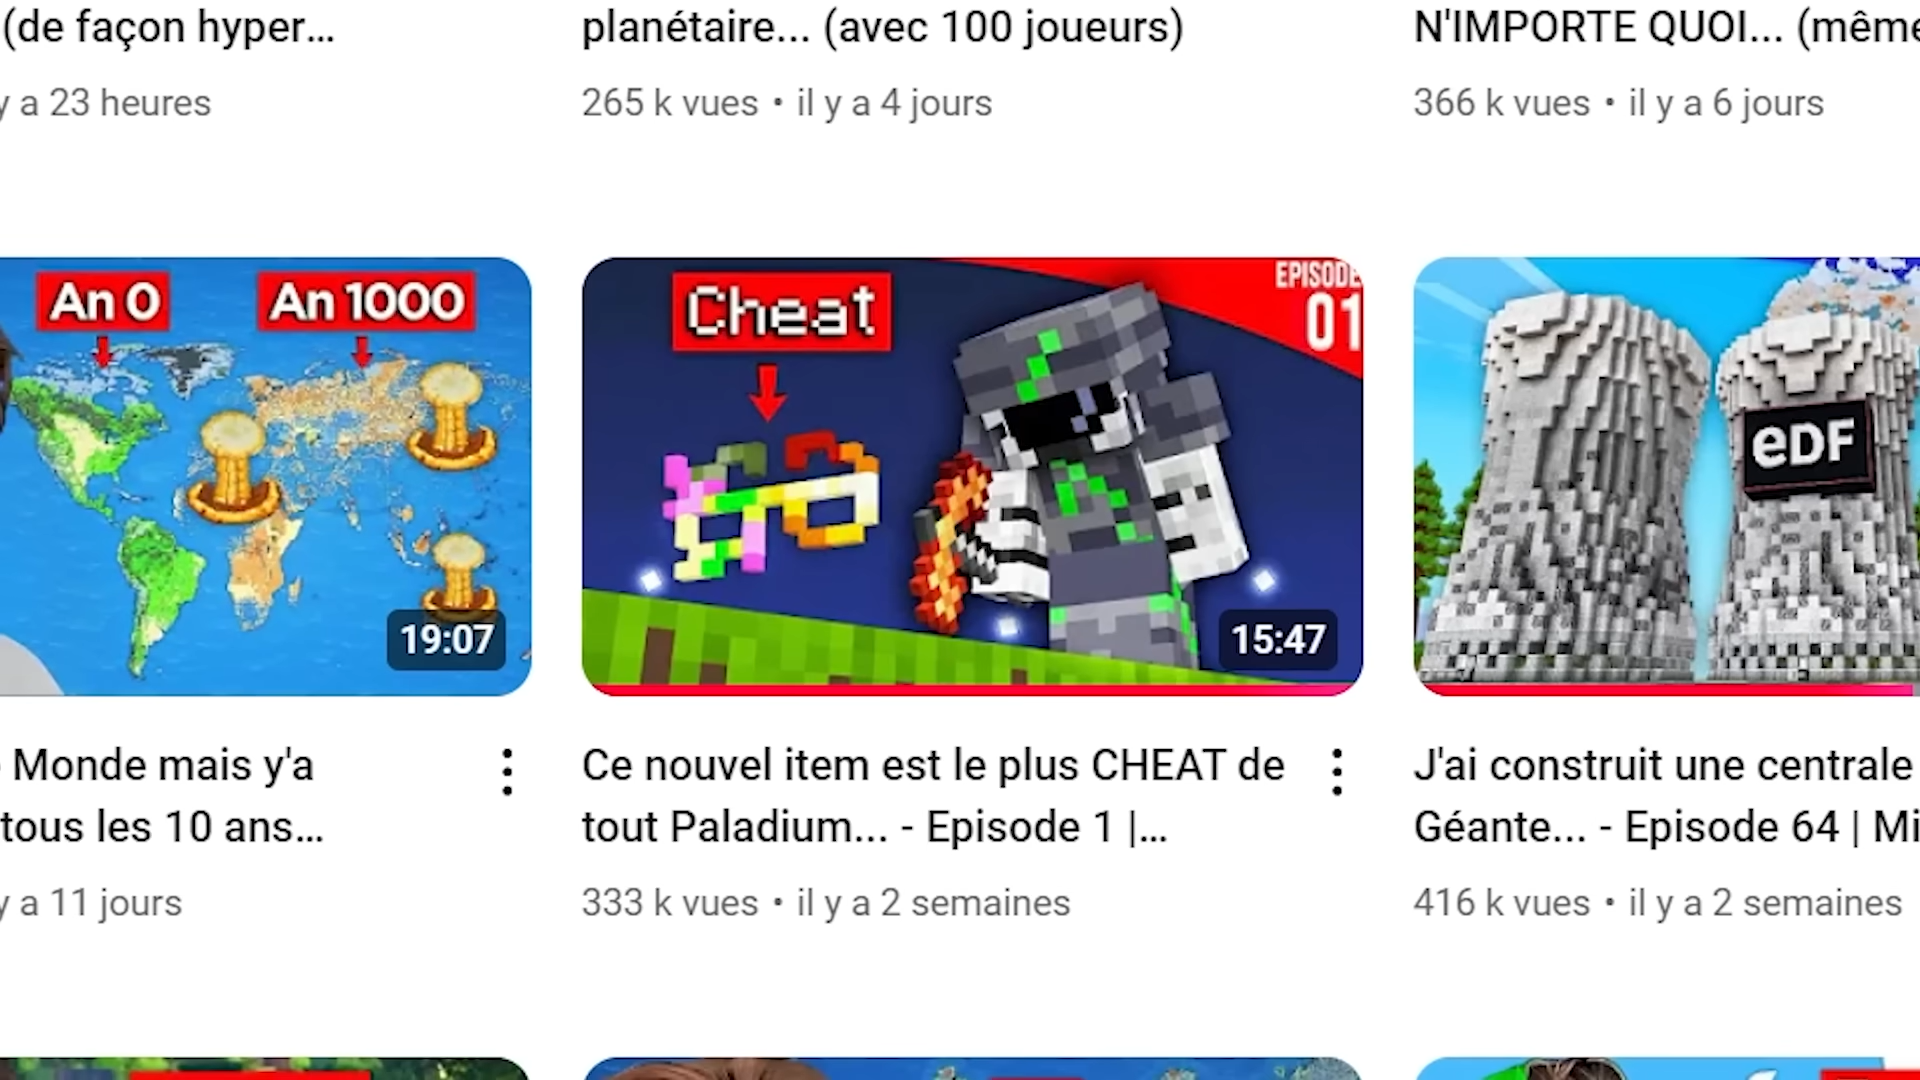 (de façon hyper...
y a 23 heures
planétaire... (avec 100 joueurs)
265 k vues • il y a 4 jours
N'IMPORTE QUOI... (même
366 k vues • il y a 6 jours
An 0
An 1000
19:07
Monde mais y'a
tous les 10 ans...
y a 11 jours
Cheat
EPISODE
01
15:47
Ce nouvel item est le plus CHEAT de
tout Paladium... - Episode 1 |...
333 k vues • il y a 2 semaines
eDF
J'ai construit une centrale
Géante... - Episode 64 | Mi
416 k vues • il y a 2 semaines